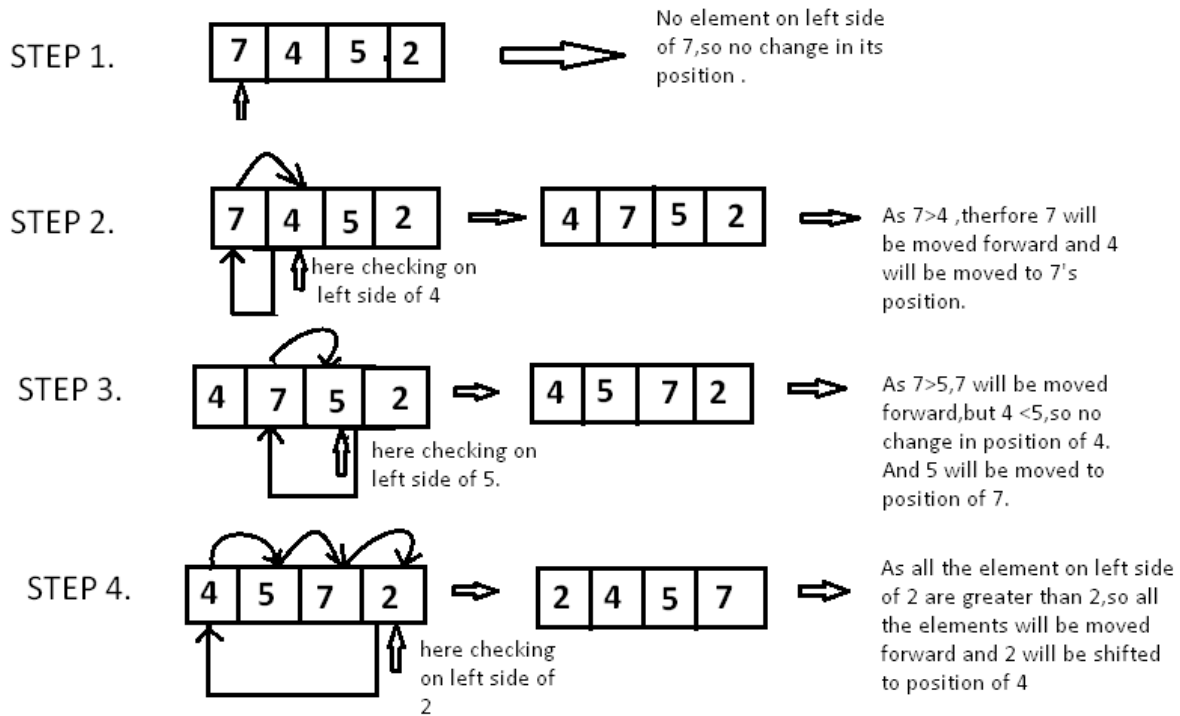 STEP 1.
7 4 5 2
No element on left side
of 7,so no change in its
position .
STEP 2.
7 4 5 2
here checking on
left side of 4
4 7 5 2
As 7>4 ,therfore 7 will
be moved forward and 4
will be moved to 7's
position.
STEP 3.
4 7 5 2
here checking on
left side of 5.
4 5 7 2
As 7>5,7 will be moved
forward,but 4 <5,so no
change in position of 4.
And 5 will be moved to
position of 7.
STEP 4.
4 5 7 2
here checking
on left side of
2
2 4 5 7
As all the element on left side
of 2 are greater than 2,so all
the elements will be moved
forward and 2 will be shifted
to position of 4